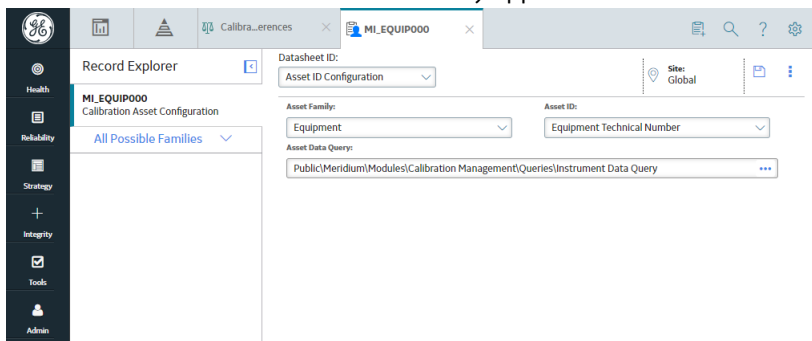 Calibra...erences
MI_EQUIP000
Health
Reliability
Strategy
Integrity
Tools
Admin
Record Explorer
MI_EQUIP000
Calibration Asset Configuration
All Possible Families
Datasheet ID:
Asset ID Configuration
Site:
Global
Asset Family:
Equipment
Asset ID:
Equipment Technical Number
Asset Data Query:
Public\Meridium\Modules\Calibration Management\Queries\Instrument Data Query